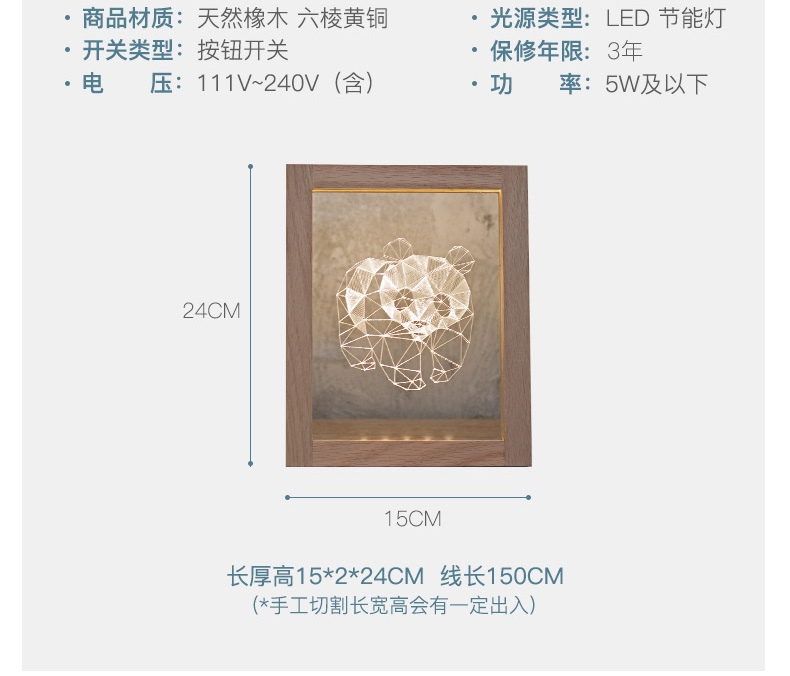 • 商品材质： 天然橡木 六棱黄铜 • 光源类型： LED 节能灯
• 开关类型： 按钮开关 • 保修年限： 3年
• 电 压： 111V~240V（含） • 功 率： 5W及以下
24CM
15CM
长厚高15*2*24CM 线长150CM
(*手工切割长宽高会有一定出入)